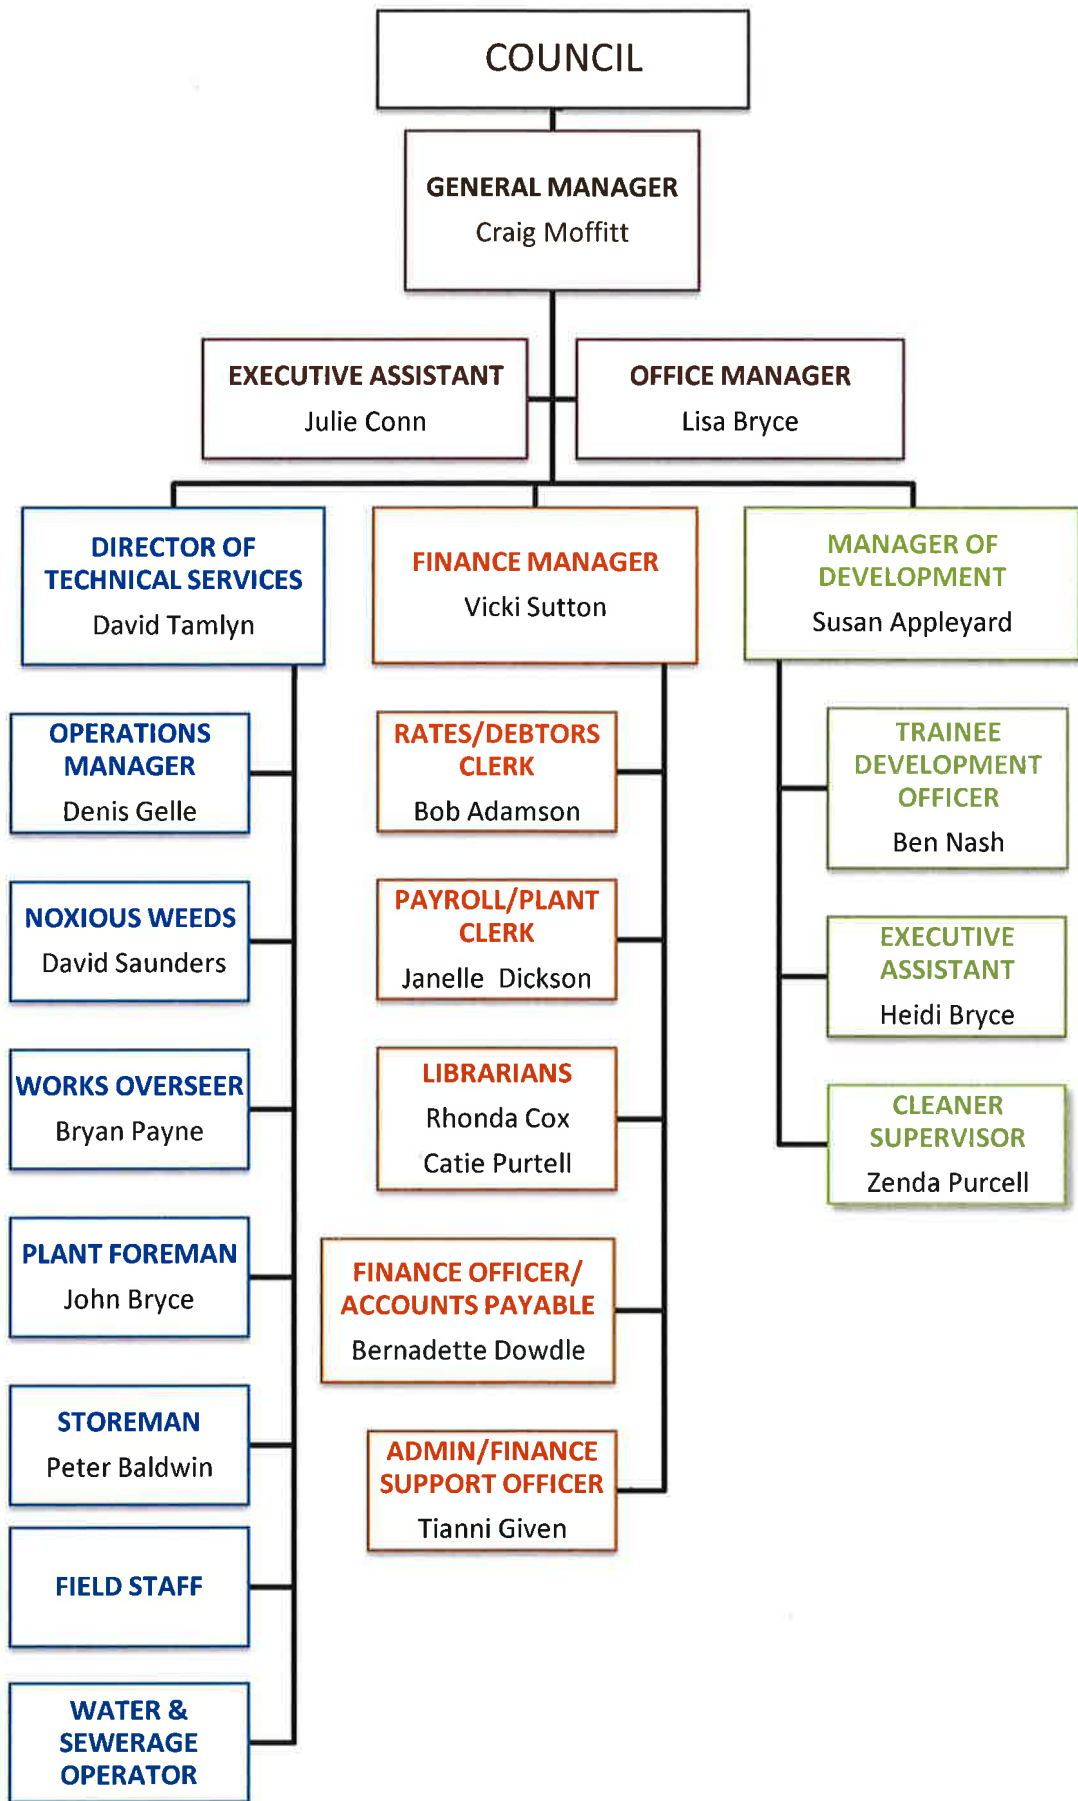 COUNCIL
GENERAL MANAGER
Craig Moffitt
EXECUTIVE ASSISTANT
Julie Conn
OFFICE MANAGER
Lisa Bryce
DIRECTOR OF
TECHNICAL SERVICES
David Tamlyn
FINANCE MANAGER
Vicki Sutton
MANAGER OF
DEVELOPMENT
Susan Appleyard
OPERATIONS
MANAGER
Denis Gelle
NOXIOUS WEEDS
David Saunders
WORKS OVERSEER
Bryan Payne
PLANT FOREMAN
John Bryce
STOREMAN
Peter Baldwin
FIELD STAFF
WATER &
SEWERAGE
OPERATOR
RATES/DEBTORS
CLERK
Bob Adamson
PAYROLL/PLANT
CLERK
Janelle Dickson
LIBRARIANS
Rhonda Cox
Catie Purtell
FINANCE OFFICER/
ACCOUNTS PAYABLE
Bernadette Dowdle
ADMIN/FINANCE
SUPPORT OFFICER
Tianni Given
TRAINEE
DEVELOPMENT
OFFICER
Ben Nash
EXECUTIVE
ASSISTANT
Heidi Bryce
CLEANER
SUPERVISOR
Zenda Purcell